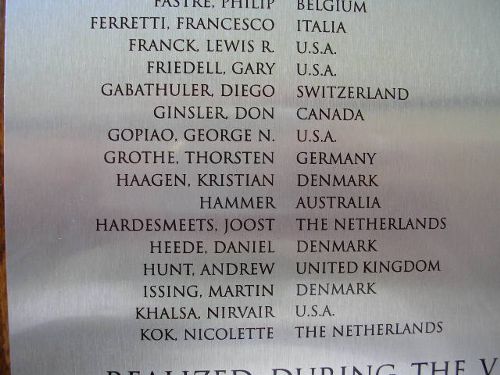 FASTRE, PHILIP BELGIUM
FERRETTI, FRANCESCO ITALIA
FRANCK, LEWIS R. U.S.A.
FRIEDELL, GARY U.S.A.
GABATHULER, DIEGO SWITZERLAND
GINSLER, DON CANADA
GOPIAO, GEORGE N. U.S.A.
GROTHE, THORSTEN GERMANY
HAAGEN, KRISTIAN DENMARK
HAMMER AUSTRALIA
HARDESMEETS, JOOST THE NETHERLANDS
HEEDE, DANIEL DENMARK
HUNT, ANDREW UNITED KINGDOM
ISSING, MARTIN DENMARK
KHALSA, NIRVAIR U.S.A.
KOK, NICOLETTE THE NETHERLANDS
REALIZED DURING THE V